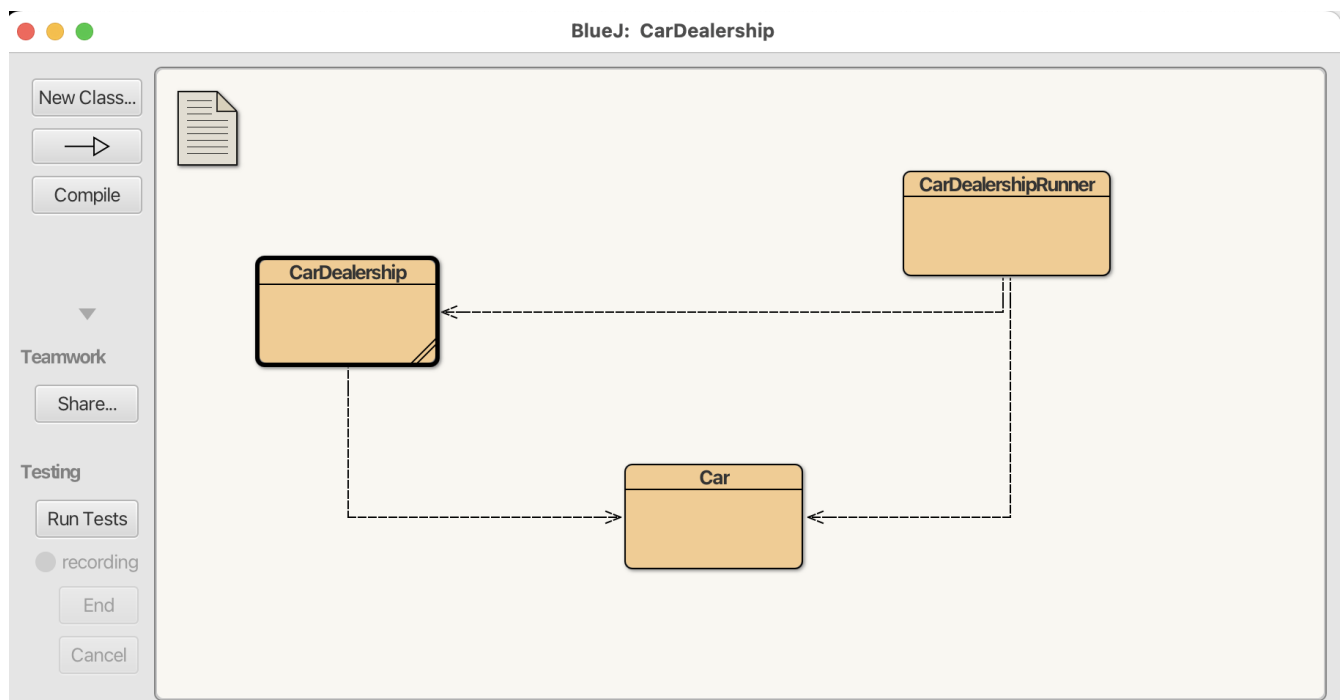 BlueJ: CarDealership
New Class...
Compile
Teamwork
Share...
Testing
Run Tests
recording
End
Cancel
CarDealershipRunner
CarDealership
Car